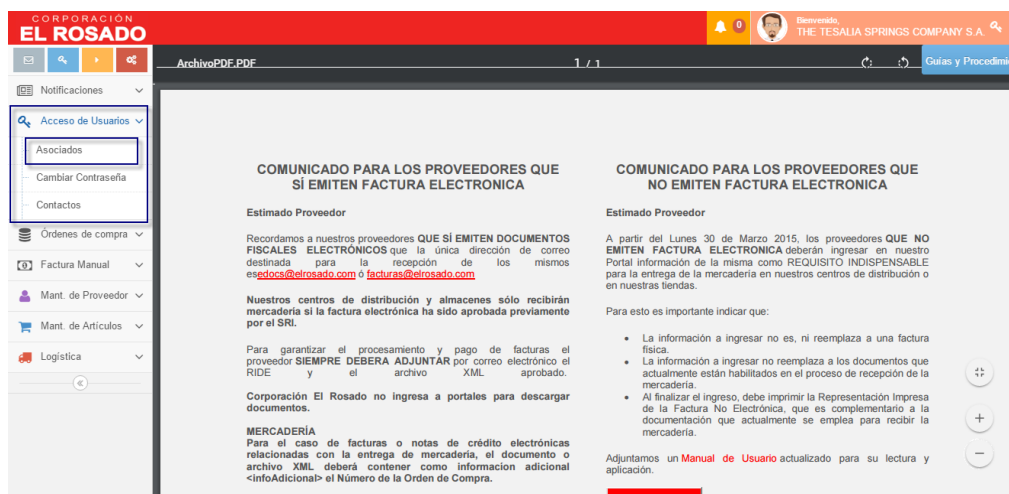 CORPORACIÓN
EL ROSADO
0
Bienvenido,
THE TESALIA SPRINGS COMPANY S.A.
ArchivoPDF.PDF
1 / 1
Guías y Procedimie
Notificaciones
Acceso de Usuarios
Asociados
Cambiar Contraseña
Contactos
Órdenes de compra
Factura Manual
Mant. de Proveedor
Mant. de Artículos
Logística
COMUNICADO PARA LOS PROVEEDORES QUE
SÍ EMITEN FACTURA ELECTRONICA
Estimado Proveedor
Recordamos a nuestros proveedores QUE SÍ EMITEN DOCUMENTOS
FISCALES ELECTRÓNICOS que la única dirección de correo
destinada para la recepción de los mismos
esedocs@elrosado.com ó facturas@elrosado.com
Nuestros centros de distribución y almacenes sólo recibirán
mercadería si la factura electrónica ha sido aprobada previamente
por el SRI.
Para garantizar el procesamiento y pago de facturas el
proveedor SIEMPRE DEBERA ADJUNTAR por correo electrónico el
RIDE y el archivo XML aprobado.
Corporación El Rosado no ingresa a portales para descargar
documentos.
MERCADERÍA
Para el caso de facturas o notas de crédito electrónicas
relacionadas con la entrega de mercadería, el documento o
archivo XML deberá contener como informacion adicional
<infoAdicional> el Número de la Orden de Compra.
COMUNICADO PARA LOS PROVEEDORES QUE
NO EMITEN FACTURA ELECTRONICA
Estimado Proveedor
A partir del Lunes 30 de Marzo 2015, los proveedores QUE NO
EMITEN FACTURA ELECTRONICA deberán ingresar en nuestro
Portal información de la misma como REQUISITO INDISPENSABLE
para la entrega de la mercadería en nuestros centros de distribución o
en nuestras tiendas.
Para esto es importante indicar que:
• La información a ingresar no es, ni reemplaza a una factura
física.
• La información a ingresar no reemplaza a los documentos que
actualmente están habilitados en el proceso de recepción de la
mercadería.
• Al finalizar el ingreso, debe imprimir la Representación Impresa
de la Factura No Electrónica, que es complementario a la
documentación que actualmente se emplea para recibir la
mercadería.
Adjuntamos un Manual de Usuario actualizado para su lectura y
aplicación.